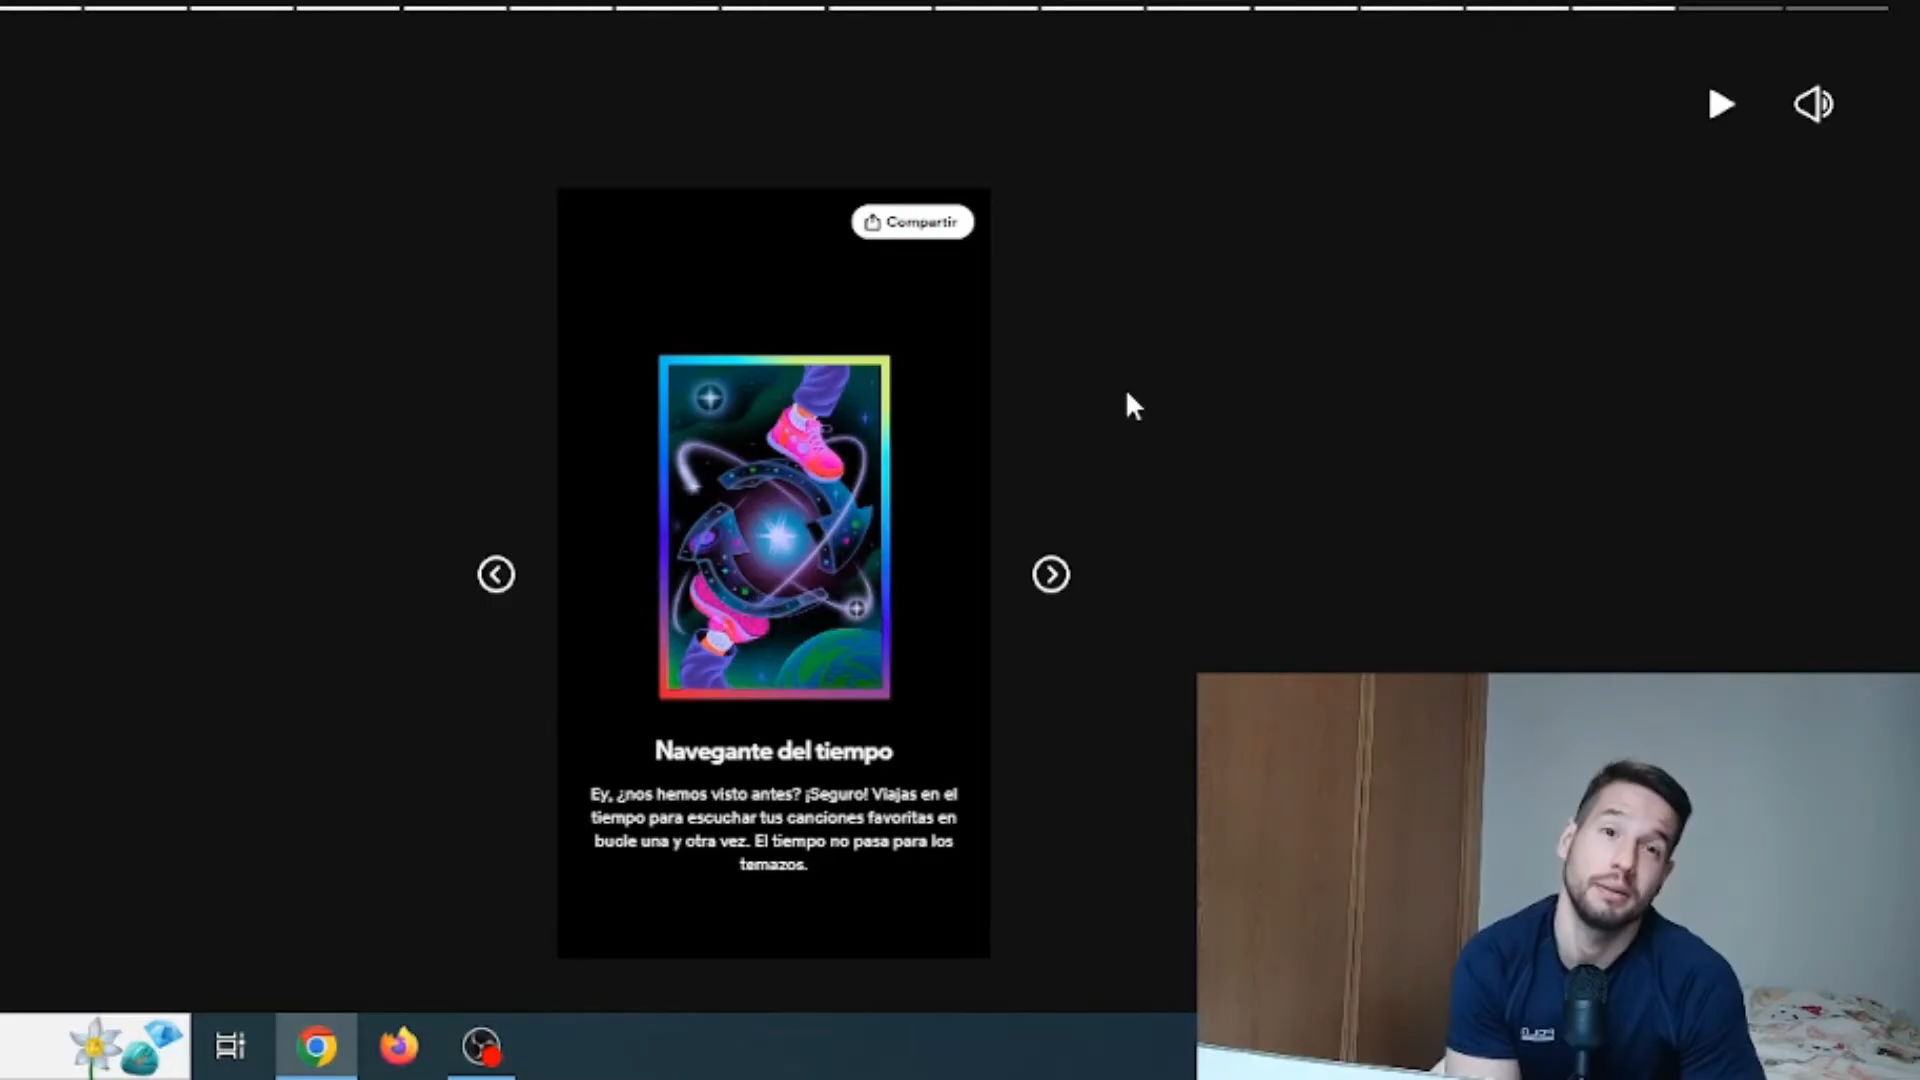 Compartir
Navegante del tiempo
Ey, ¿nos hemos visto antes? ¡Seguro! Viajas en el
tiempo para escuchar tus canciones favoritas en
bucle una y otra vez. El tiempo no pasa para los
temazos.